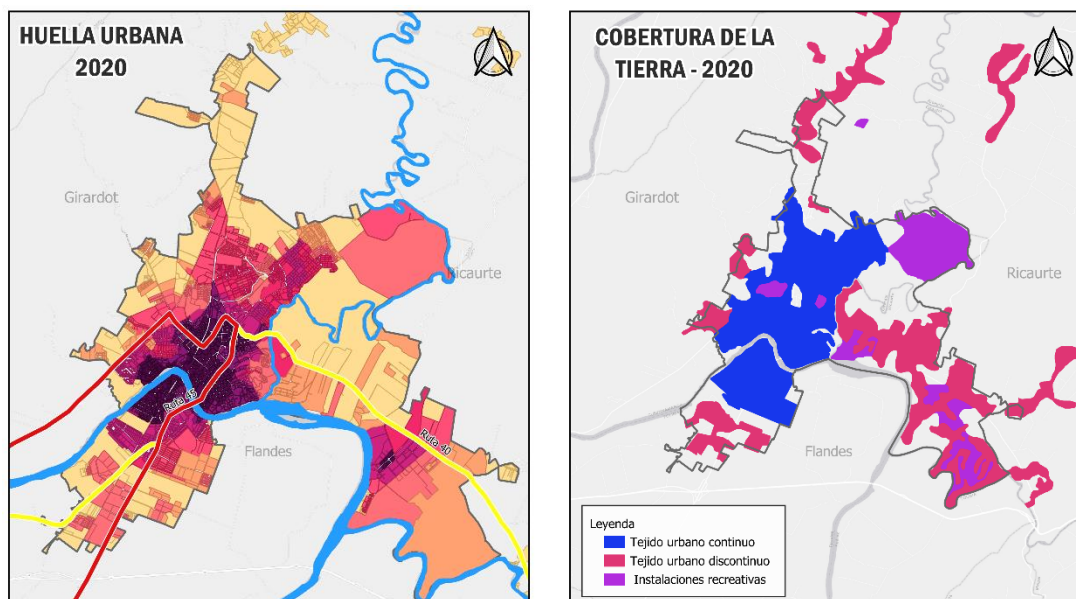 HUELLA URBANA
2020
Girardot
Ricaurte
Ruta 45
Ruta 40
Flandes
COBERTURA DE LA
TIERRA - 2020
Girardot
Ricaurte
Flandes
Leyenda
Tejido urbano continuo
Tejido urbano discontinuo
Instalaciones recreativas